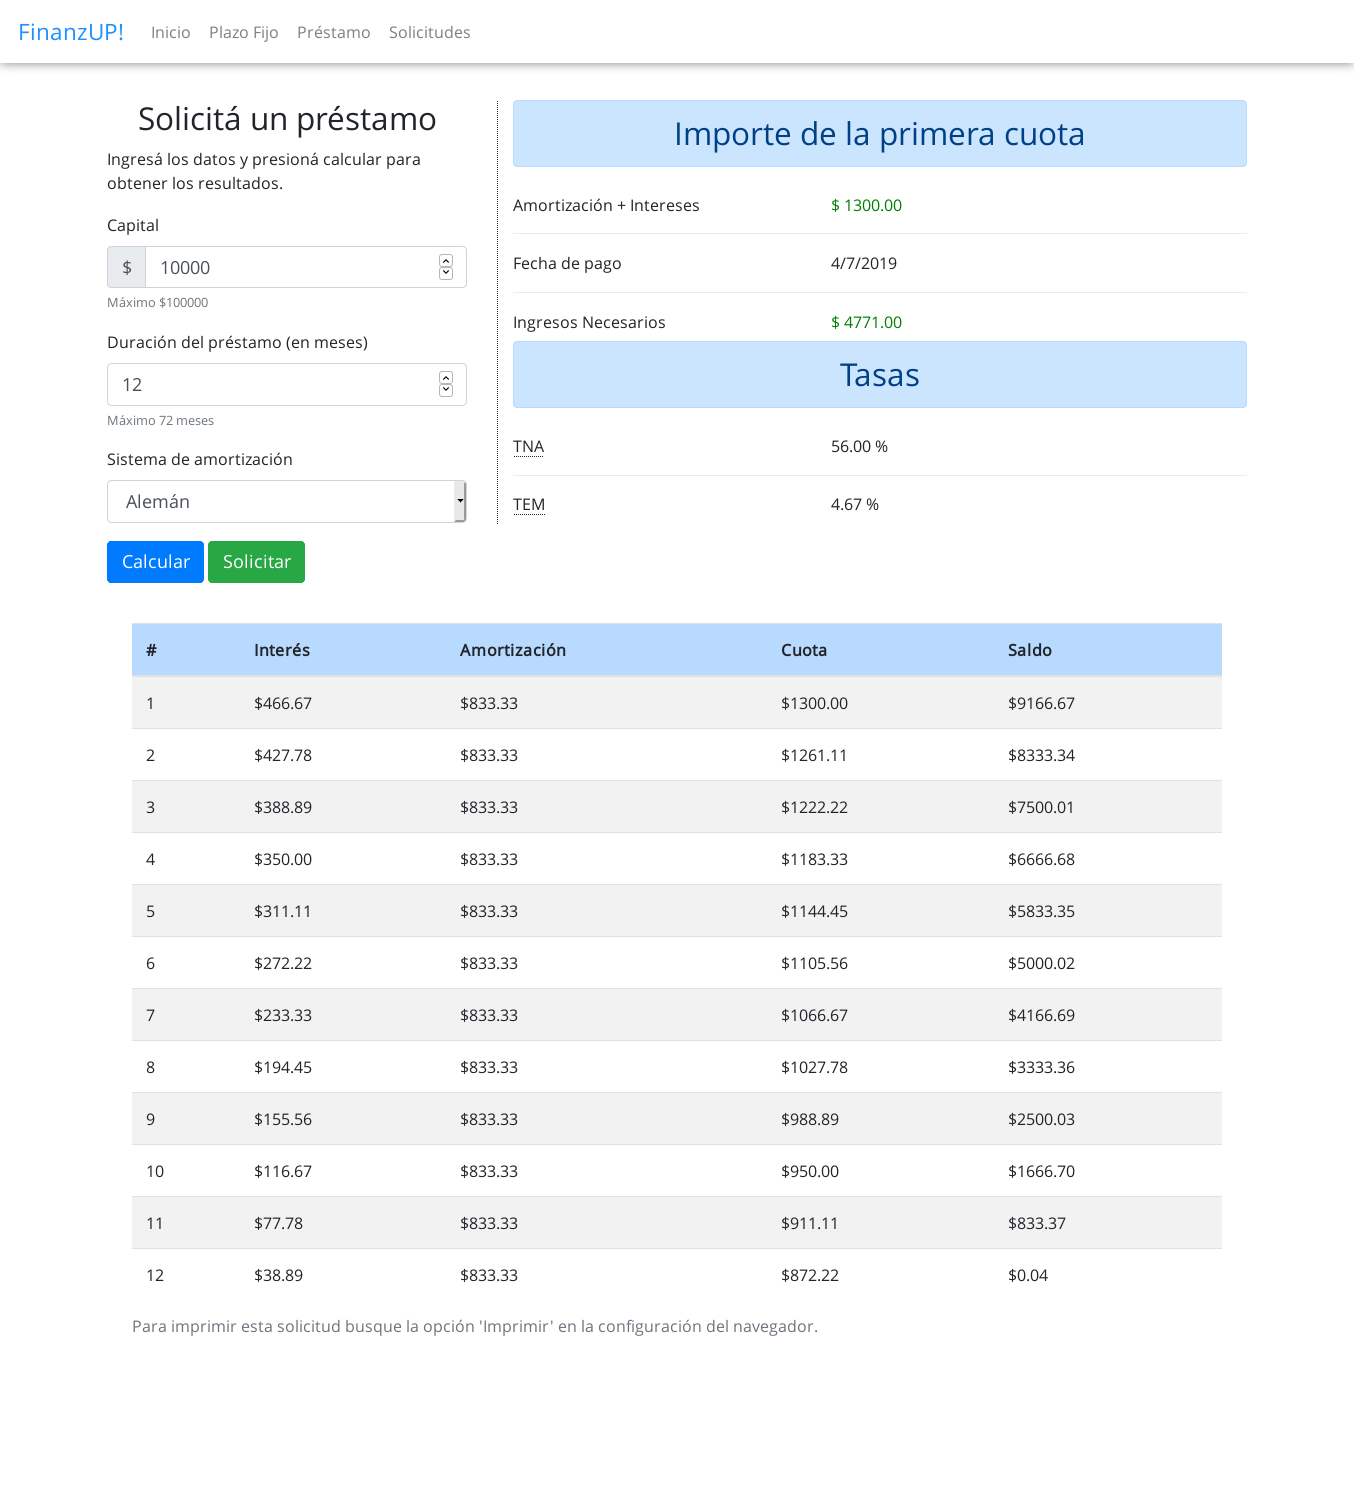 FinanzUP! Inicio Plazo Fijo Préstamo Solicitudes
Solicitá un préstamo
Ingresá los datos y presioná calcular para
obtener los resultados.
Capital
$ 10000
Máximo $100000
Duración del préstamo (en meses)
12
Máximo 72 meses
Sistema de amortización
Alemán
Calcular Solicitar
Importe de la primera cuota
Amortización + Intereses $ 1300.00
Fecha de pago 4/7/2019
Ingresos Necesarios $ 4771.00
Tasas
TNA 56.00 %
TEM 4.67 %
# Interés Amortización Cuota Saldo
1 $466.67 $833.33 $1300.00 $9166.67
2 $427.78 $833.33 $1261.11 $8333.34
3 $388.89 $833.33 $1222.22 $7500.01
4 $350.00 $833.33 $1183.33 $6666.68
5 $311.11 $833.33 $1144.45 $5833.35
6 $272.22 $833.33 $1105.56 $5000.02
7 $233.33 $833.33 $1066.67 $4166.69
8 $194.45 $833.33 $1027.78 $3333.36
9 $155.56 $833.33 $988.89 $2500.03
10 $116.67 $833.33 $950.00 $1666.70
11 $77.78 $833.33 $911.11 $833.37
12 $38.89 $833.33 $872.22 $0.04
Para imprimir esta solicitud busque la opción 'Imprimir' en la configuración del navegador.